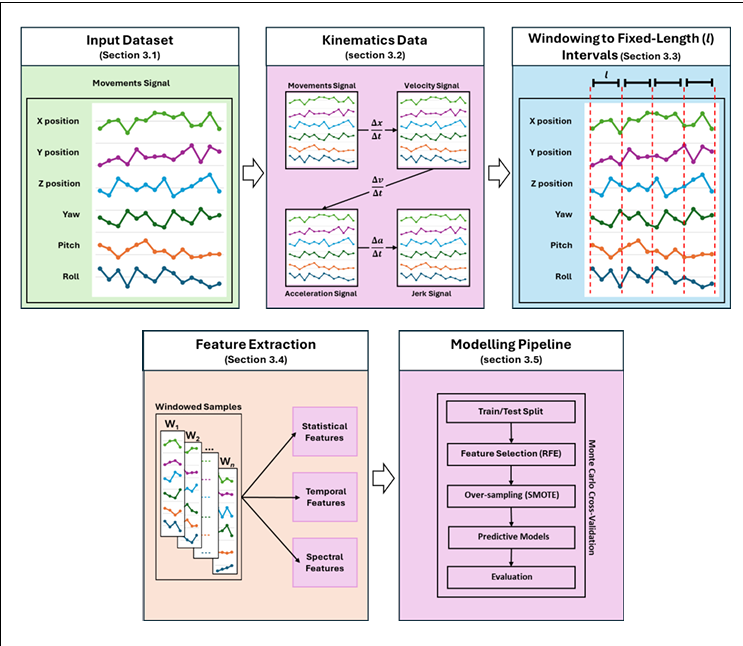 Input Dataset
(Section 3.1)
Movements Signal
X position
Y position
Z position
Yaw
Pitch
Roll
Kinematics Data
(section 3.2)
Movements Signal
Velocity Signal
Δx
Δt
Δv
Δt
Δa
Δt
Acceleration Signal
Jerk Signal
Windowing to Fixed-Length (l)
Intervals (Section 3.3)
l
X position
Y position
Z position
Yaw
Pitch
Roll
Feature Extraction
(Section 3.4)
Windowed Samples
W1
W2
...
Wn
Statistical
Features
Temporal
Features
Spectral
Features
Modelling Pipeline
(section 3.5)
Train/Test Split
Feature Selection (RFE)
Over-sampling (SMOTE)
Predictive Models
Evaluation
Monte Carlo Cross-Validation